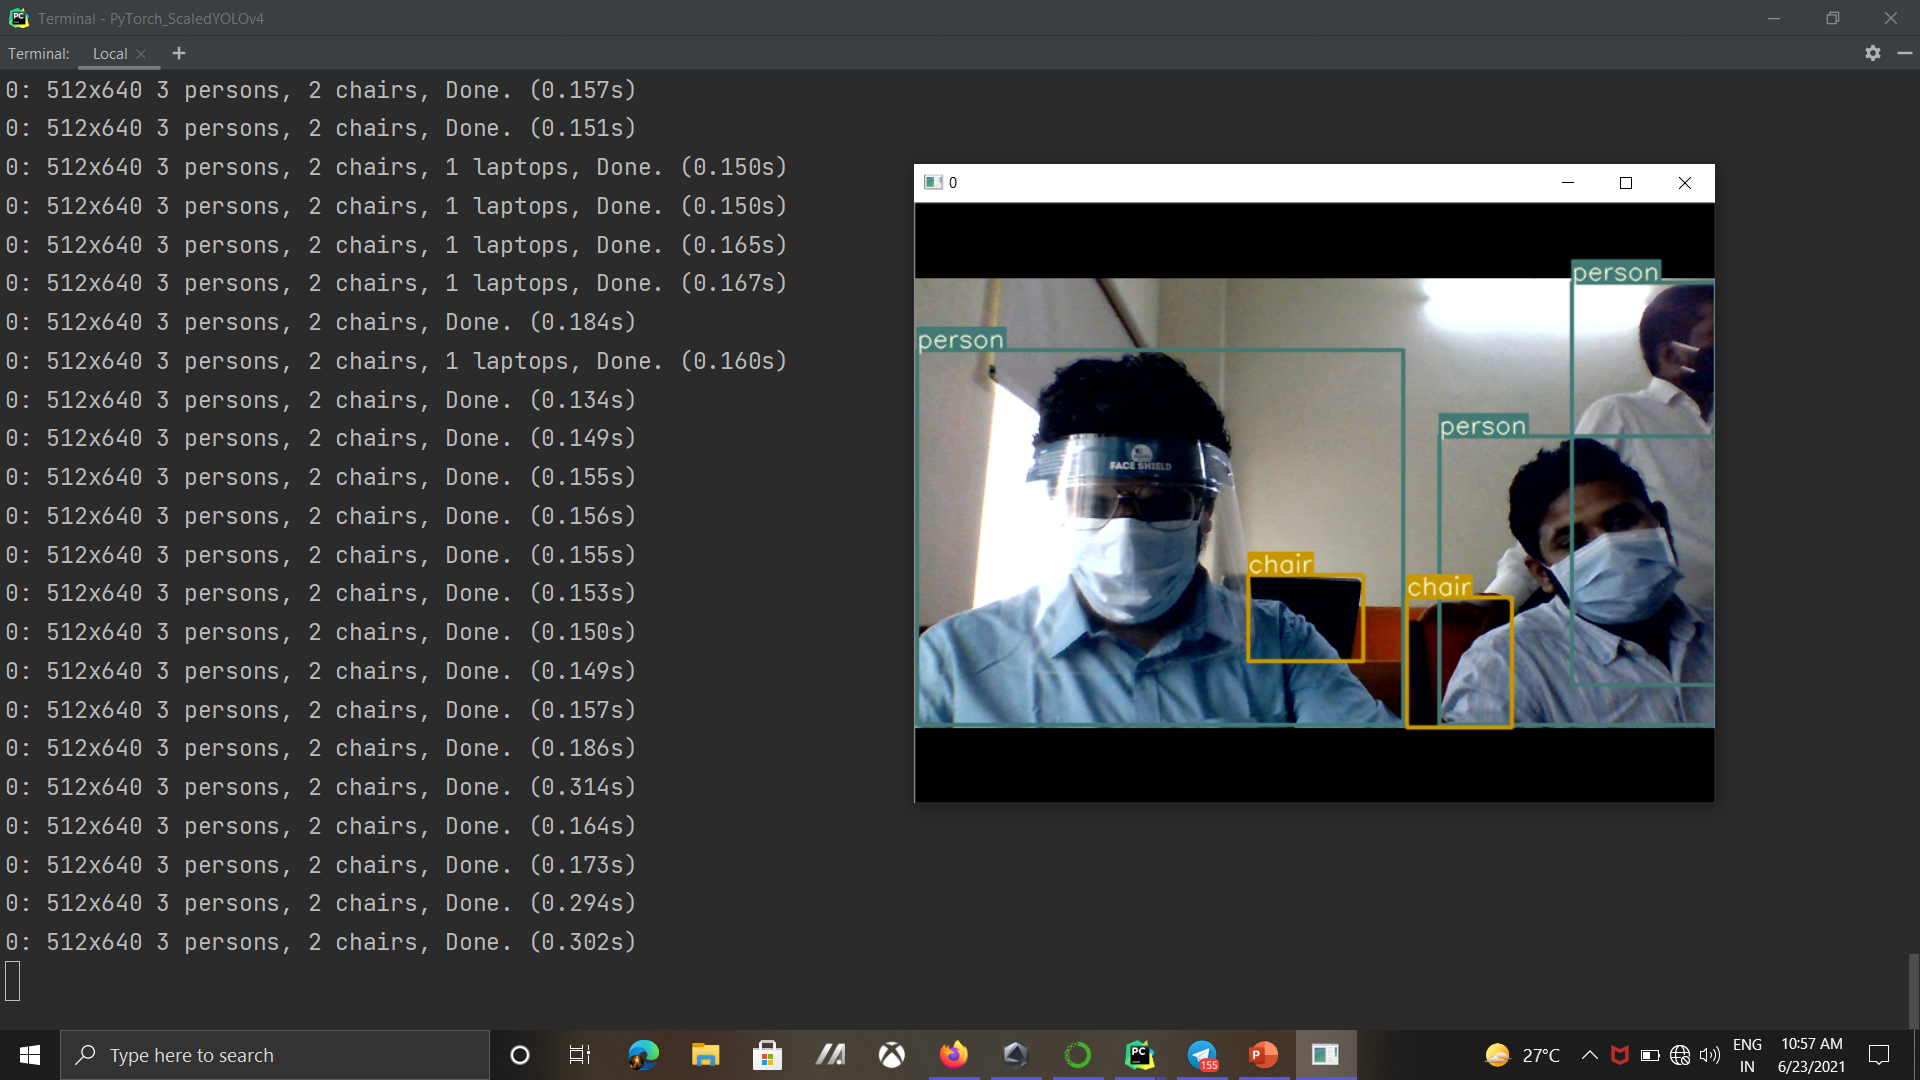 Terminal - PyTorch_ScaledYOLOv4
Terminal: Local
0: 512x640 3 persons, 2 chairs, Done. (0.157s)
0: 512x640 3 persons, 2 chairs, Done. (0.151s)
0: 512x640 3 persons, 2 chairs, 1 laptops, Done. (0.150s)
0: 512x640 3 persons, 2 chairs, 1 laptops, Done. (0.150s)
0: 512x640 3 persons, 2 chairs, 1 laptops, Done. (0.165s)
0: 512x640 3 persons, 2 chairs, 1 laptops, Done. (0.167s)
0: 512x640 3 persons, 2 chairs, Done. (0.184s)
0: 512x640 3 persons, 2 chairs, 1 laptops, Done. (0.160s)
0: 512x640 3 persons, 2 chairs, Done. (0.134s)
0: 512x640 3 persons, 2 chairs, Done. (0.149s)
0: 512x640 3 persons, 2 chairs, Done. (0.155s)
0: 512x640 3 persons, 2 chairs, Done. (0.156s)
0: 512x640 3 persons, 2 chairs, Done. (0.155s)
0: 512x640 3 persons, 2 chairs, Done. (0.153s)
0: 512x640 3 persons, 2 chairs, Done. (0.150s)
0: 512x640 3 persons, 2 chairs, Done. (0.149s)
0: 512x640 3 persons, 2 chairs, Done. (0.157s)
0: 512x640 3 persons, 2 chairs, Done. (0.186s)
0: 512x640 3 persons, 2 chairs, Done. (0.314s)
0: 512x640 3 persons, 2 chairs, Done. (0.164s)
0: 512x640 3 persons, 2 chairs, Done. (0.173s)
0: 512x640 3 persons, 2 chairs, Done. (0.294s)
0: 512x640 3 persons, 2 chairs, Done. (0.302s)
0
person
person
person
FACE SHIELD
chair
chair
Type here to search
PC
155
P
27°C
ENG
IN
10:57 AM
6/23/2021